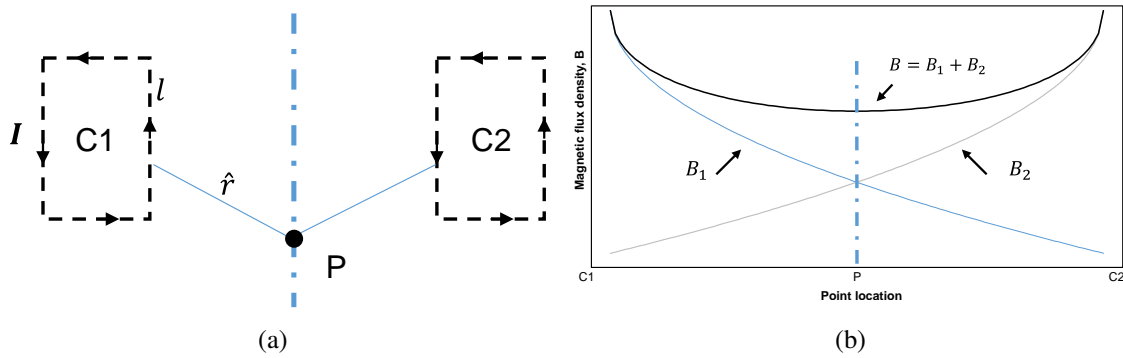 I
C1
l
r̂
P
C2
(a)
Magnetic flux density, B
B = B₁ + B₂
B₁
B₂
C1
P
C2
Point location
(b)